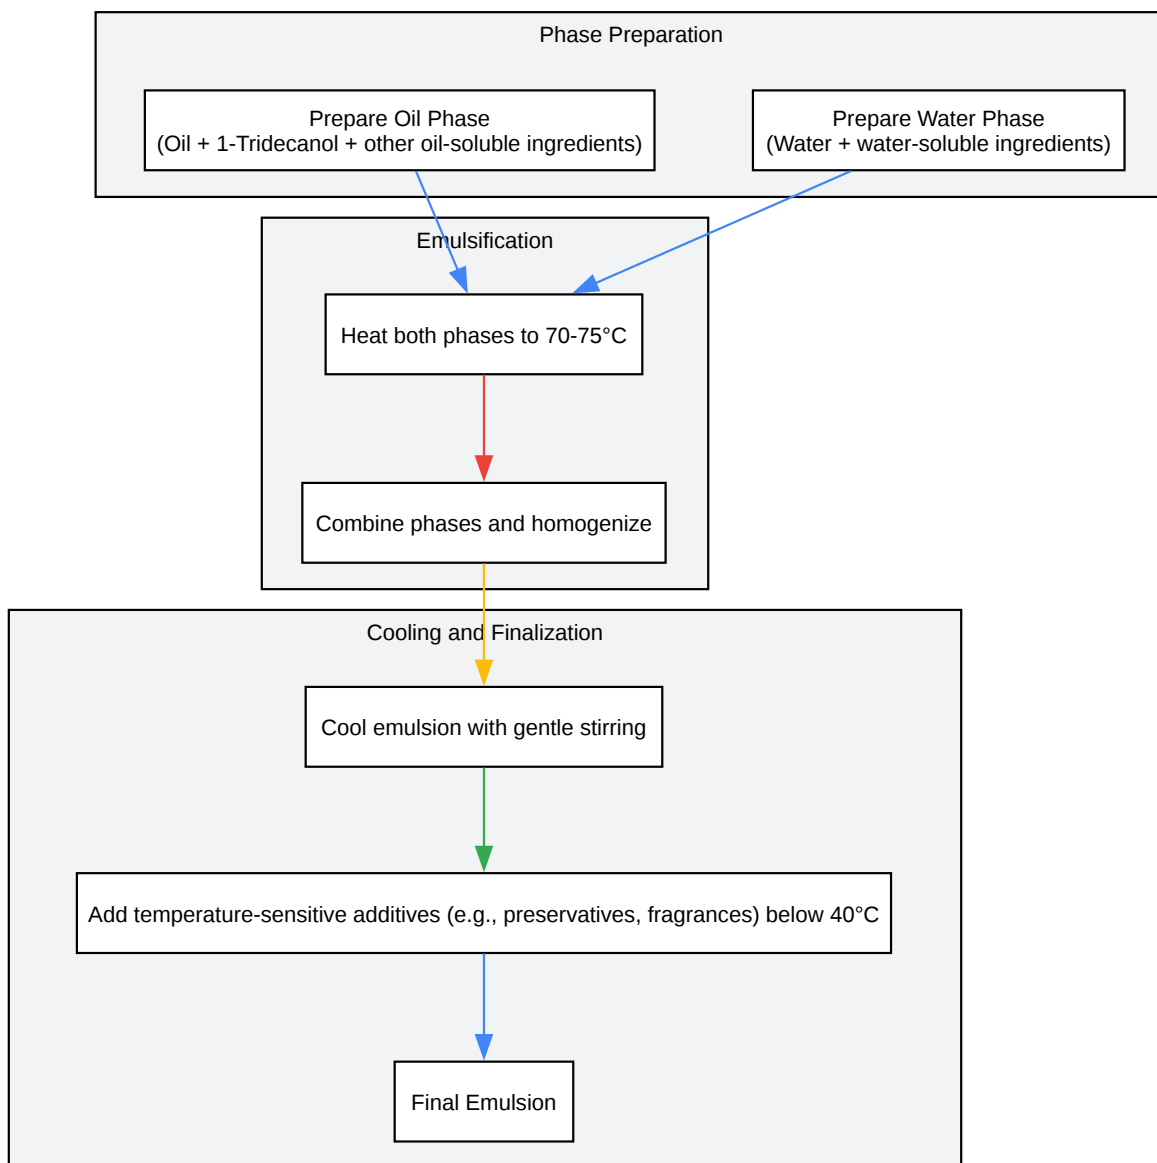 Phase Preparation
Prepare Oil Phase
(Oil + 1-Tridecanol + other oil-soluble ingredients)
Prepare Water Phase
(Water + water-soluble ingredients)
Emulsification
Heat both phases to 70-75°C
Combine phases and homogenize
Cooling and Finalization
Cool emulsion with gentle stirring
Add temperature-sensitive additives (e.g., preservatives, fragrances) below 40°C
Final Emulsion